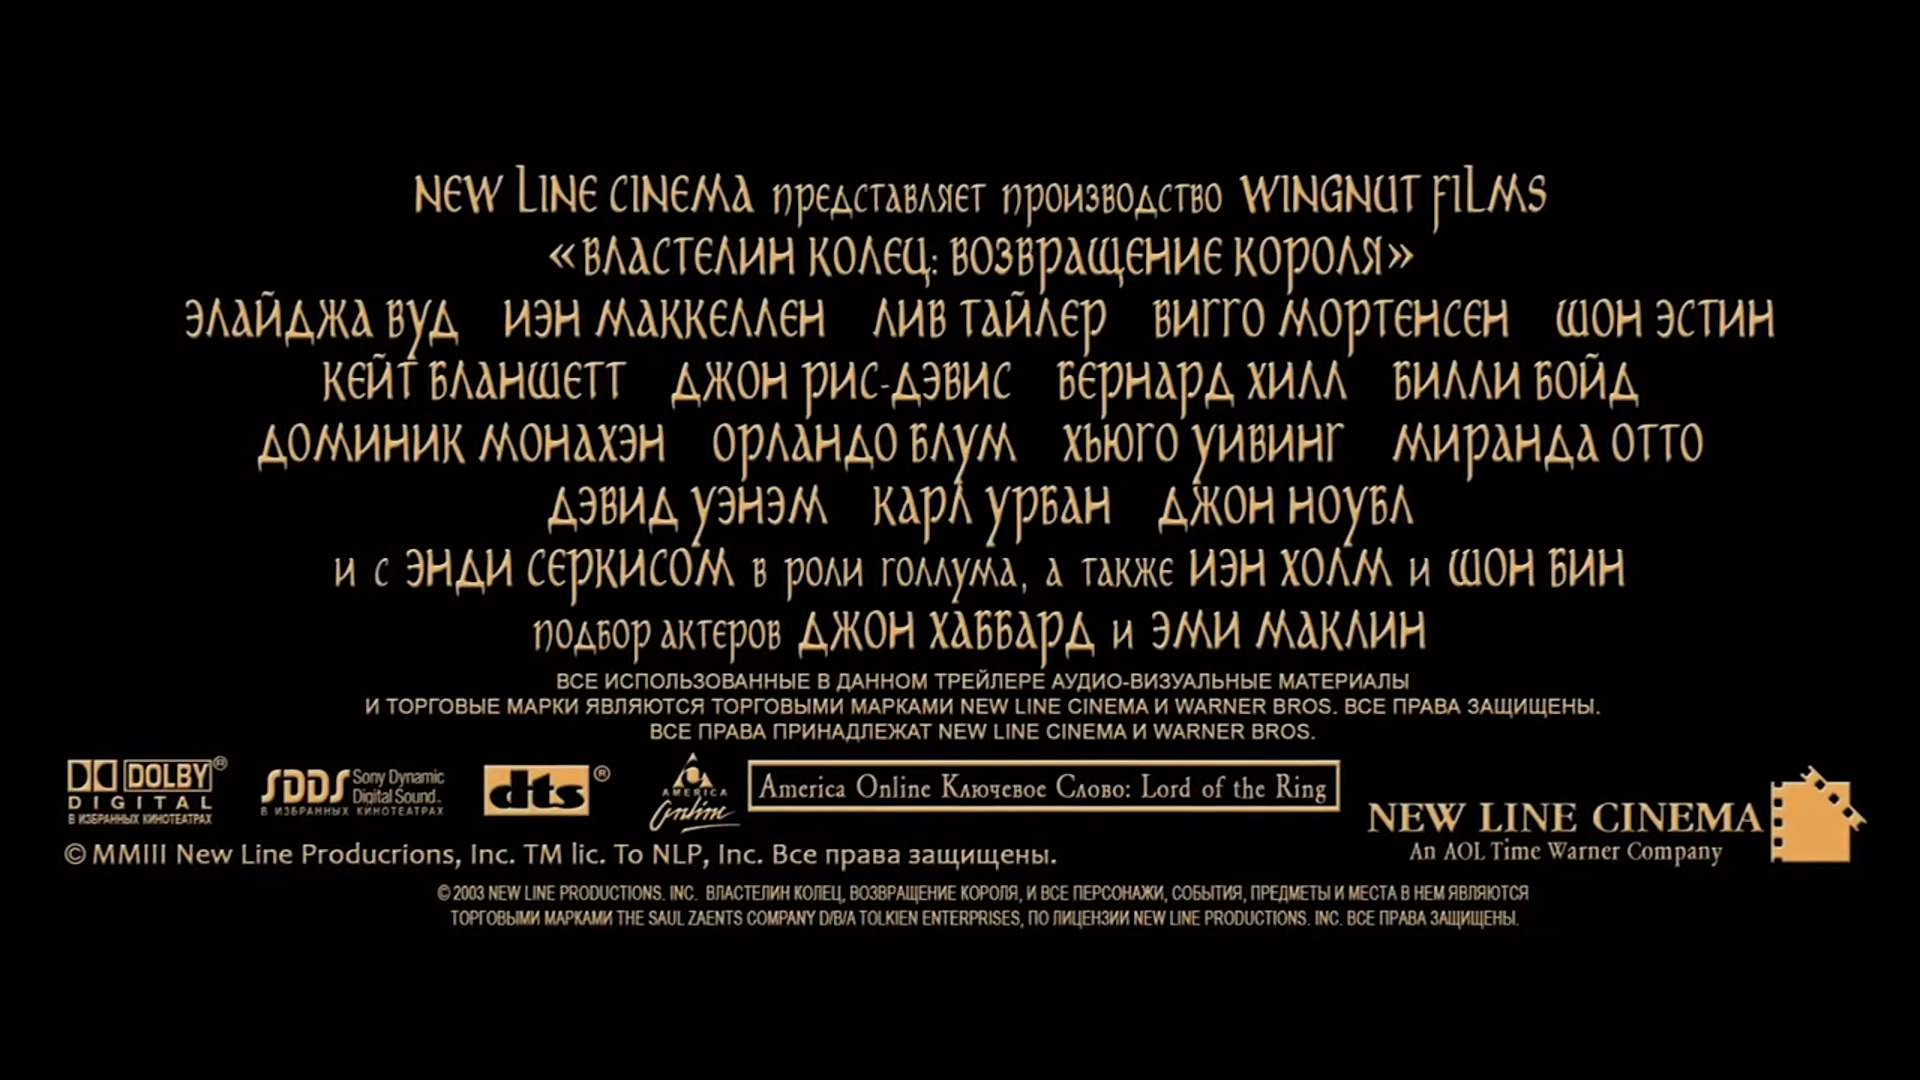 NEW LINE CINEMA представляет производство WINGNUT FILMS
«ВЛАСТЕЛИН КОЛЕЦ: ВОЗВРАЩЕНИЕ КОРОЛЯ»
ЭЛАЙДЖА ВУД ИЭН МАККЕЛЛЕН ЛИВ ТАЙЛЕР ВИГГО МОРТЕНСЕН ШОН ЭСТИН
КЕЙТ БЛАНШЕТТ ДЖОН РИС-ДЭВИС БЕРНАРД ХИЛЛ БИЛЛИ БОЙД
ДОМИНИК МОНАХЭН ОРЛАНДО БЛУМ ХЬЮГО УИВИНГ МИРАНДА ОТТО
ДЭВИД УЭНЭМ КАРЛ УРБАН ДЖОН НОУБЛ
и с ЭНДИ СЕРКИСОМ в роли голлума, а также ИЭН ХОЛМ и ШОН БИН
подбор актеров ДЖОН ХАББАРД и ЭМИ МАКЛИН
ВСЕ ИСПОЛЬЗОВАННЫЕ В ДАННОМ ТРЕЙЛЕРЕ АУДИО-ВИЗУАЛЬНЫЕ МАТЕРИАЛЫ
И ТОРГОВЫЕ МАРКИ ЯВЛЯЮТСЯ ТОРГОВЫМИ МАРКАМИ NEW LINE CINEMA И WARNER BROS. ВСЕ ПРАВА ЗАЩИЩЕНЫ.
ВСЕ ПРАВА ПРИНАДЛЕЖАТ NEW LINE CINEMA И WARNER BROS.
DOLBY®
DIGITAL
В ИЗБРАННЫХ КИНОТЕАТРАХ
SDDS Sony Dynamic
Digital Sound™
В ИЗБРАННЫХ КИНОТЕАТРАХ
dts®
AMERICA
Online
America Online Ключевое Слово: Lord of the Ring
NEW LINE CINEMA
An AOL Time Warner Company
© MMIII New Line Producrions, Inc. TM lic. To NLP, Inc. Все права защищены.
© 2003 NEW LINE PRODUCTIONS. INC. ВЛАСТЕЛИН КОЛЕЦ, ВОЗВРАЩЕНИЕ КОРОЛЯ, И ВСЕ ПЕРСОНАЖИ, СОБЫТИЯ, ПРЕДМЕТЫ И МЕСТА В НЕМ ЯВЛЯЮТСЯ
ТОРГОВЫМИ МАРКАМИ THE SAUL ZAENTS COMPANY D/B/A TOLKIEN ENTERPRISES, ПО ЛИЦЕНЗИИ NEW LINE PRODUCTIONS. INC. ВСЕ ПРАВА ЗАЩИЩЕНЫ.